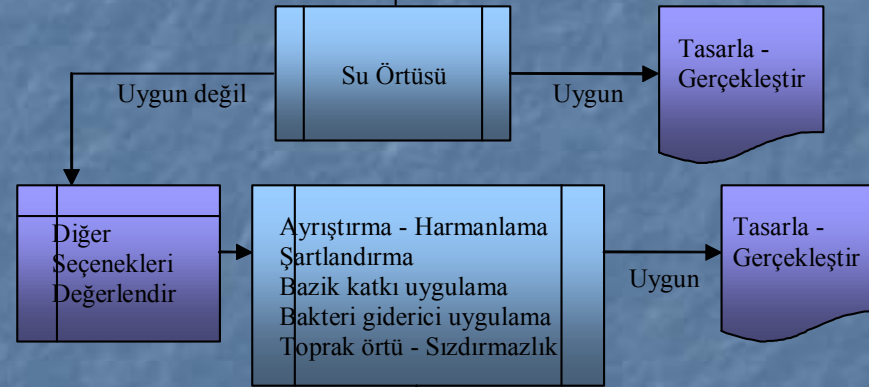 Su Örtüsü
Tasarla -
Gerçekleştir
Uygun değil
Uygun
Diğer
Seçenekleri
Değerlendir
Ayrıştırma - Harmanlama
Şartlandırma
Bazik katkı uygulama
Bakteri giderici uygulama
Toprak örtü - Sızdırmazlık
Uygun
Tasarla -
Gerçekleştir